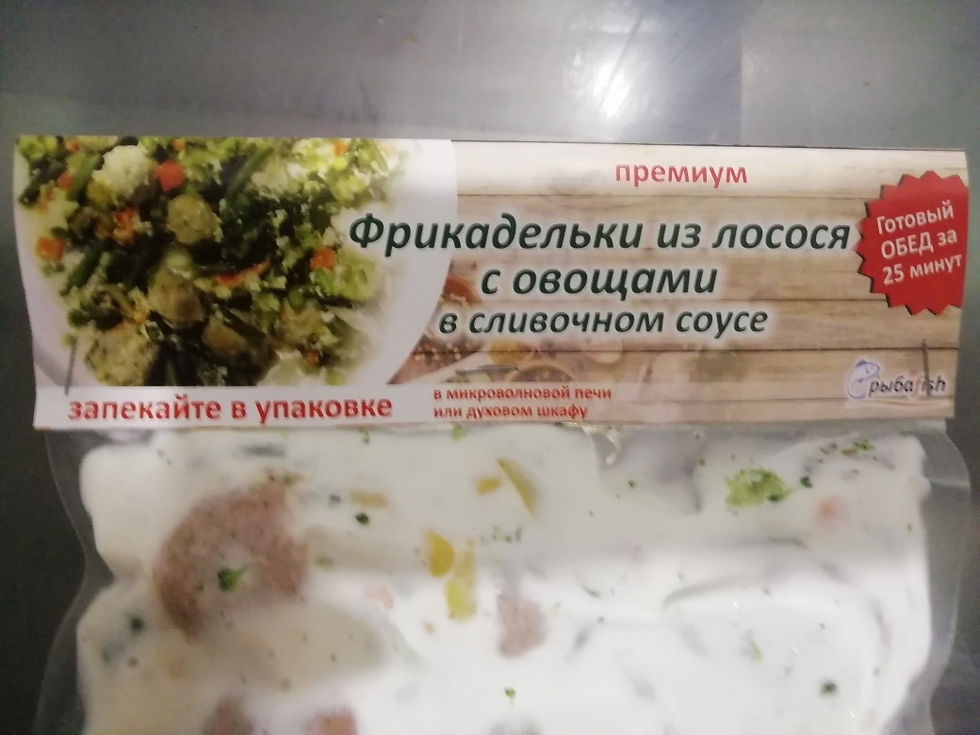 премиум
Фрикадельки из лосося
с овощами
в сливочном соусе
Готовый
ОБЕД за
25 минут
рыбаfish
запекайте в упаковке
в микроволновой печи
или духовом шкафу